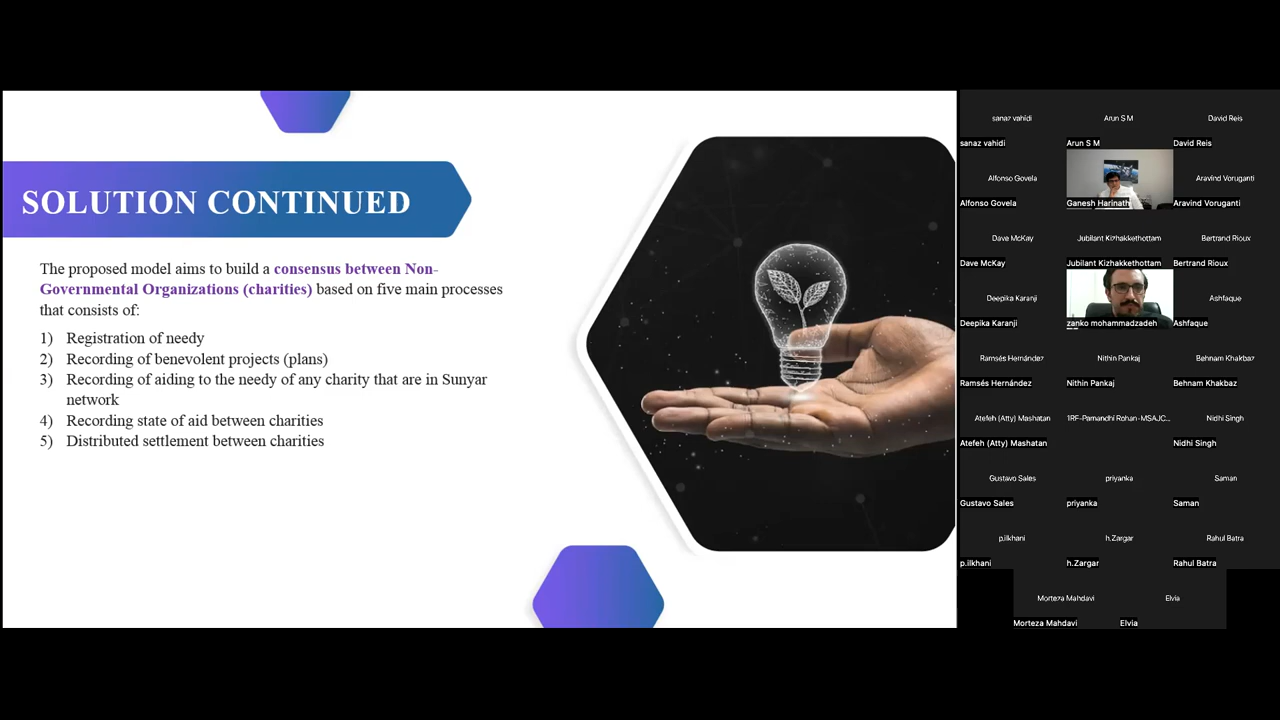 SOLUTION CONTINUED
The proposed model aims to build a consensus between Non-
Governmental Organizations (charities) based on five main processes
that consists of:
1) Registration of needy
2) Recording of benevolent projects (plans)
3) Recording of aiding to the needy of any charity that are in Sunyar
network
4) Recording state of aid between charities
5) Distributed settlement between charities
sanaz vahidi Arun S M David Reis
sanaz vahidi Arun S M David Reis
Alfonso Govela Aravind Voruganti
Alfonso Govela Ganesh Harinath Aravind Voruganti
Dave McKay Jubilant Kizhakkethottam Bertrand Rioux
Dave McKay Jubilant Kizhakkethottam Bertrand Rioux
Deepika Karanji Ashfaque
Deepika Karanji zanko mohammadzadeh Ashfaque
Ramsés Hernández Nithin Pankaj Behnam Khakbaz
Ramsés Hernández Nithin Pankaj Behnam Khakbaz
Atefeh (Atty) Mashatan 1RF-Pamandhi Rohan-MSAJC... Nidhi Singh
Atefeh (Atty) Mashatan Nidhi Singh
Gustavo Sales priyanka Saman
Gustavo Sales priyanka Saman
p.ilkhani h.Zargar Rahul Batra
p.ilkhani h.Zargar Rahul Batra
Morteza Mahdavi Elvia
Morteza Mahdavi Elvia